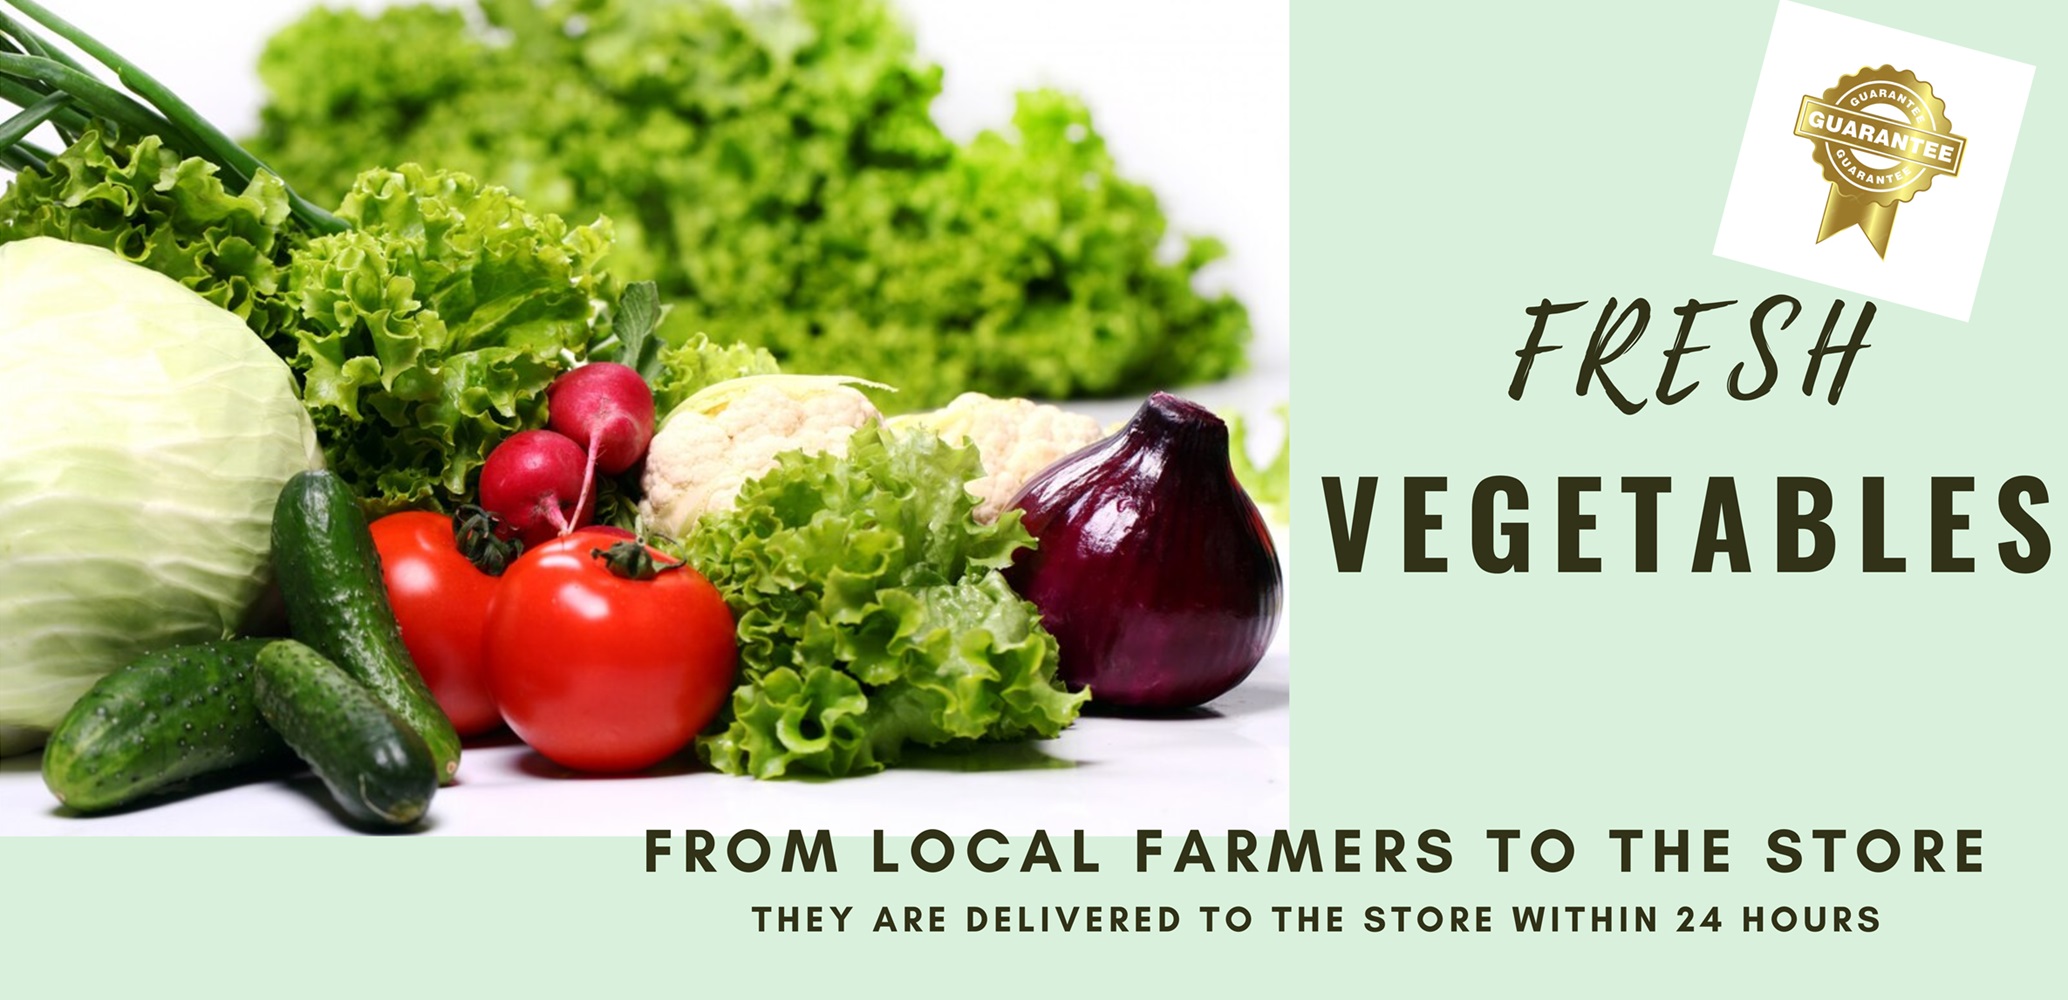 GUARANTEE
GUARANTEE
GUARANTEE
FRESH
VEGETABLES
FROM LOCAL FARMERS TO THE STORE
THEY ARE DELIVERED TO THE STORE WITHIN 24 HOURS